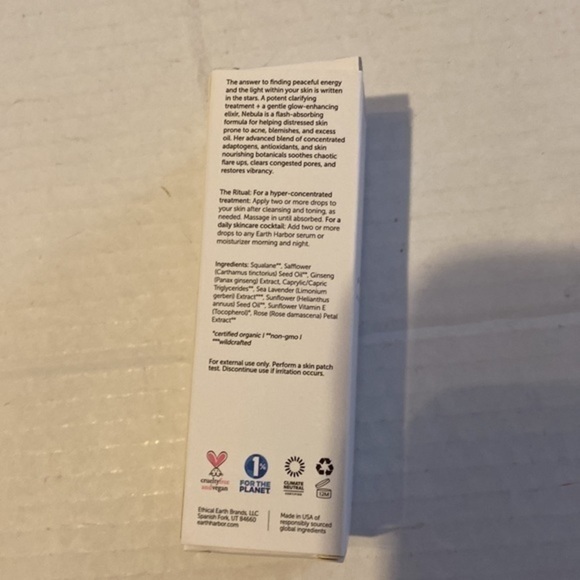 The answer to finding peaceful energy
and the light within your skin is written
in the stars. A potent clarifying
treatment + a gentle glow-enhancing
elixir, Nebula is a flash-absorbing
formula for helping distressed skin
prone to acne, blemishes, and excess
oil. Her advanced blend of concentrated
adaptogens, antioxidants, and skin
nourishing botanicals soothes chaotic
flare ups, clears congested pores, and
restores vibrancy.
The Ritual: For a hyper-concentrated
treatment: Apply two or more drops to
your skin after cleansing and toning, as
needed. Massage in until absorbed. For a
daily skincare cocktail: Add two or more
drops to any Earth Harbor serum or
moisturizer morning and night.
Ingredients: Squalane**, Safflower
(Carthamus tinctorius) Seed Oil**, Ginseng
(Panax ginseng) Extract, Caprylic/Capric
Triglycerides**, Sea Lavender (Limonium
gerberi) Extract***, Sunflower (Helianthus
annuus) Seed Oil**, Sunflower Vitamin E
(Tocopherol)*, Rose (Rosa damascena) Petal
Extract**
*certified organic | **non-gmo |
***wildcrafted
For external use only. Perform a skin patch
test. Discontinue use if irritation occurs.
crueltyfree
andvegan
1%
FOR THE
PLANET
CLIMATE
NEUTRAL
CERTIFIED
12M
Ethical Earth Brands, LLC
Spanish Fork, UT 84660
earthharbor.com
Made in USA of
responsibly sourced
global ingredients